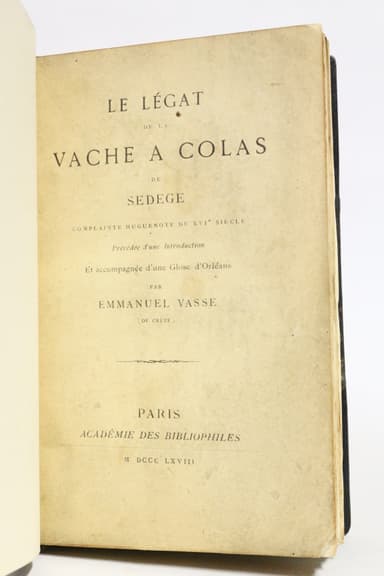 LE LÉGAT
DE LA
VACHE A COLAS
DE
SEDEGE
COMPLAINTE HUGUENOTE DU XVIe SIÈCLE
Précédée d'une Introduction
Et accompagnée d'une Glose d'Orléans
PAR
EMMANUEL VASSE
PARIS
ACADÉMIE DES BIBLIOPHILES
M DCCC LXVIII